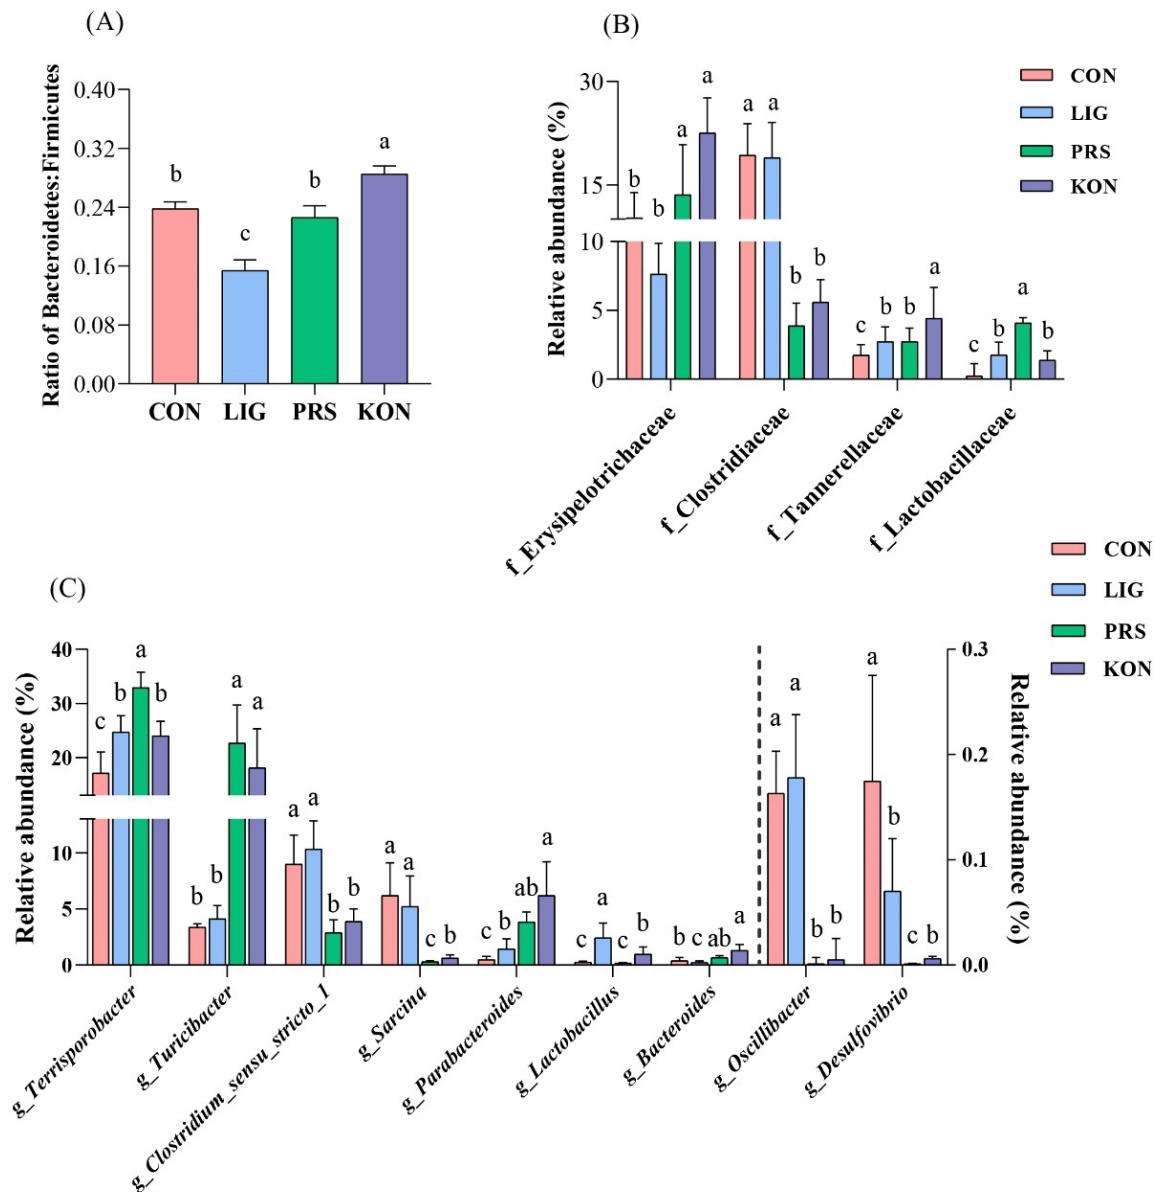 (A)
Ratio of Bacteroidetes:Firmicutes
0.40
0.32
0.24
0.16
0.08
0.00
b
c
b
a
CON LIG PRS KON
(B)
Relative abundance (%)
30
15
10
5
0
b b a a
a a b b
c b b a
c b a b
f_Erysipelotrichaceae
f_Clostridiaceae
f_Tannerellaceae
f_Lactobacillaceae
CON
LIG
PRS
KON
(C)
Relative abundance (%)
40
30
20
10
5
0
c b a b
b b a a
a a b b
a a c b
c b ab a
c a c b
b c ab a
a a b b
a b c b
0.3
0.2
0.1
0.0
Relative abundance (%)
g_Terrisporobacter
g_Turicibacter
g_Clostridium_sensu_stricto_1
g_Sarcina
g_Parabacteroides
g_Lactobacillus
g_Bacteroides
g_Oscillibacter
g_Desulfovibrio
CON
LIG
PRS
KON